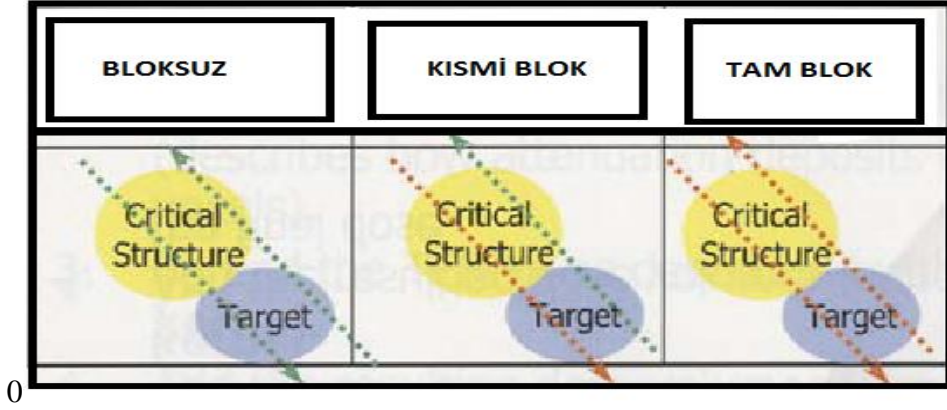 BLOKSUZ
KISMİ BLOK
TAM BLOK
Critical
Structure
Target
Critical
Structure
Target
Critical
Structure
Target
0